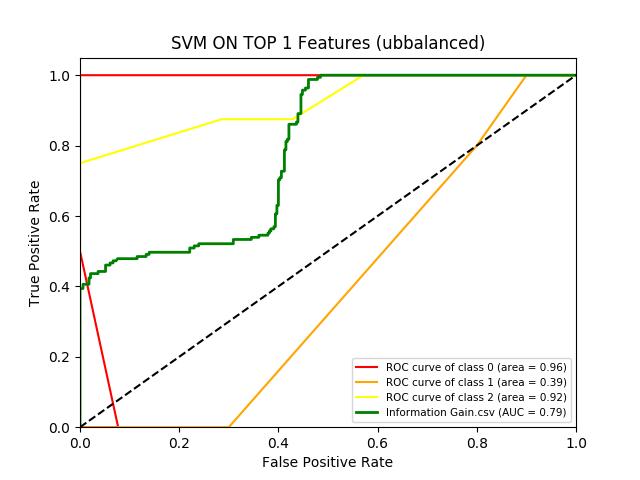 SVM ON TOP 1 Features (ubbalanced)
True Positive Rate
1.0
0.8
0.6
0.4
0.2
0.0
ROC curve of class 0 (area = 0.96)
ROC curve of class 1 (area = 0.39)
ROC curve of class 2 (area = 0.92)
Information Gain.csv (AUC = 0.79)
0.0 0.2 0.4 0.6 0.8 1.0
False Positive Rate